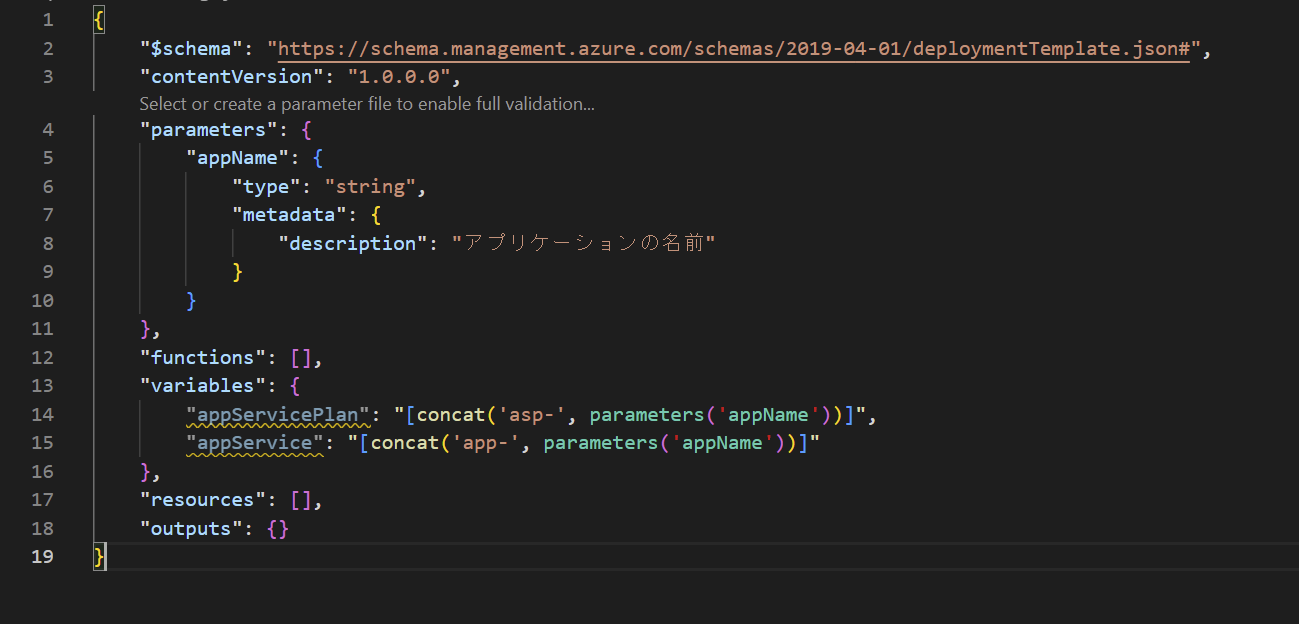 1 {
2 "$schema": "https://schema.management.azure.com/schemas/2019-04-01/deploymentTemplate.json#",
3 "contentVersion": "1.0.0.0",
Select or create a parameter file to enable full validation...
4 "parameters": {
5 "appName": {
6 "type": "string",
7 "metadata": {
8 "description": "アプリケーションの名前"
9 }
10 }
11 },
12 "functions": [],
13 "variables": {
14 "appServicePlan": "[concat('asp-', parameters('appName'))]",
15 "appService": "[concat('app-', parameters('appName'))]"
16 },
17 "resources": [],
18 "outputs": {}
19 }